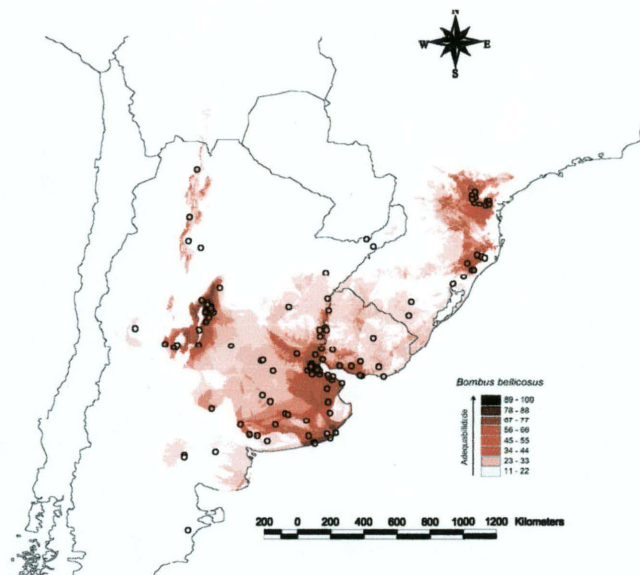 N
W E
S
Bombus bellicosus
Adequabilidade
89 - 100
78 - 88
67 - 77
56 - 66
45 - 55
34 - 44
23 - 33
11 - 22
200 0 200 400 600 800 1000 1200 Kilometers